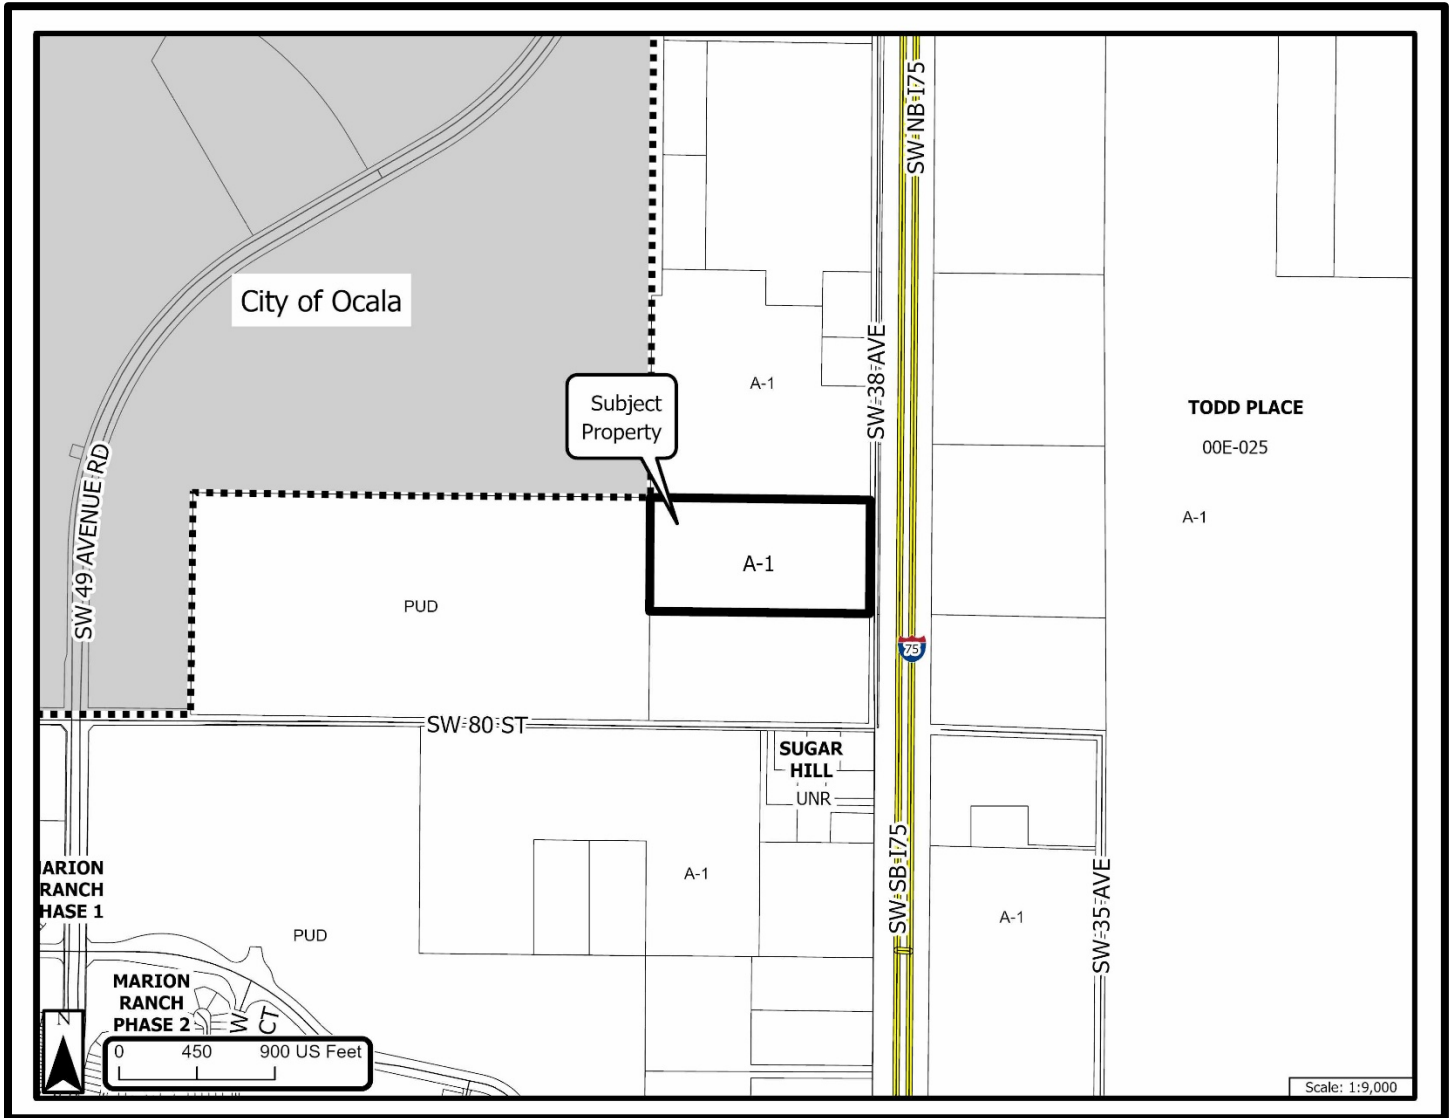 SW NB I75
City of Ocala
SW 38 AVE
A-1
Subject
Property
TODD PLACE
00E-025
A-1
SW 49 AVENUE RD
A-1
PUD
75
SW 80 ST
SUGAR
HILL
UNR
SW SB I75
A-1
A-1
SW 35 AVE
ARION
RANCH
HASE 1
PUD
MARION
RANCH
PHASE 2
W
CT
N
0 450 900 US Feet
Scale: 1:9,000